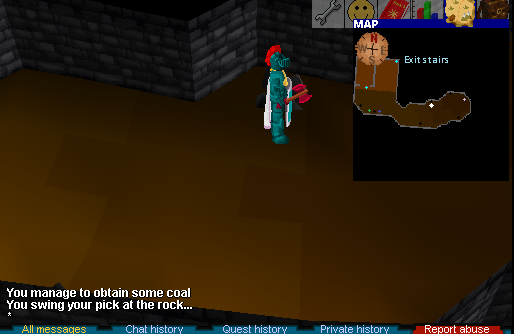 MAP
N
W E
S
Exit stairs
You manage to obtain some coal
You swing your pick at the rock...
*
All messages
Chat history
Quest history
Private history
Report abuse